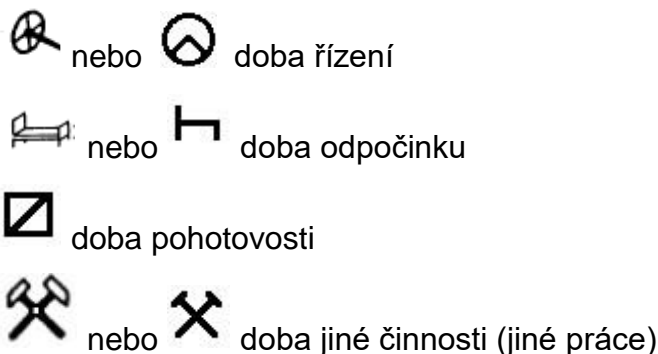 nebo doba řízení
nebo doba odpočinku
doba pohotovosti
nebo doba jiné činnosti (jiné práce)